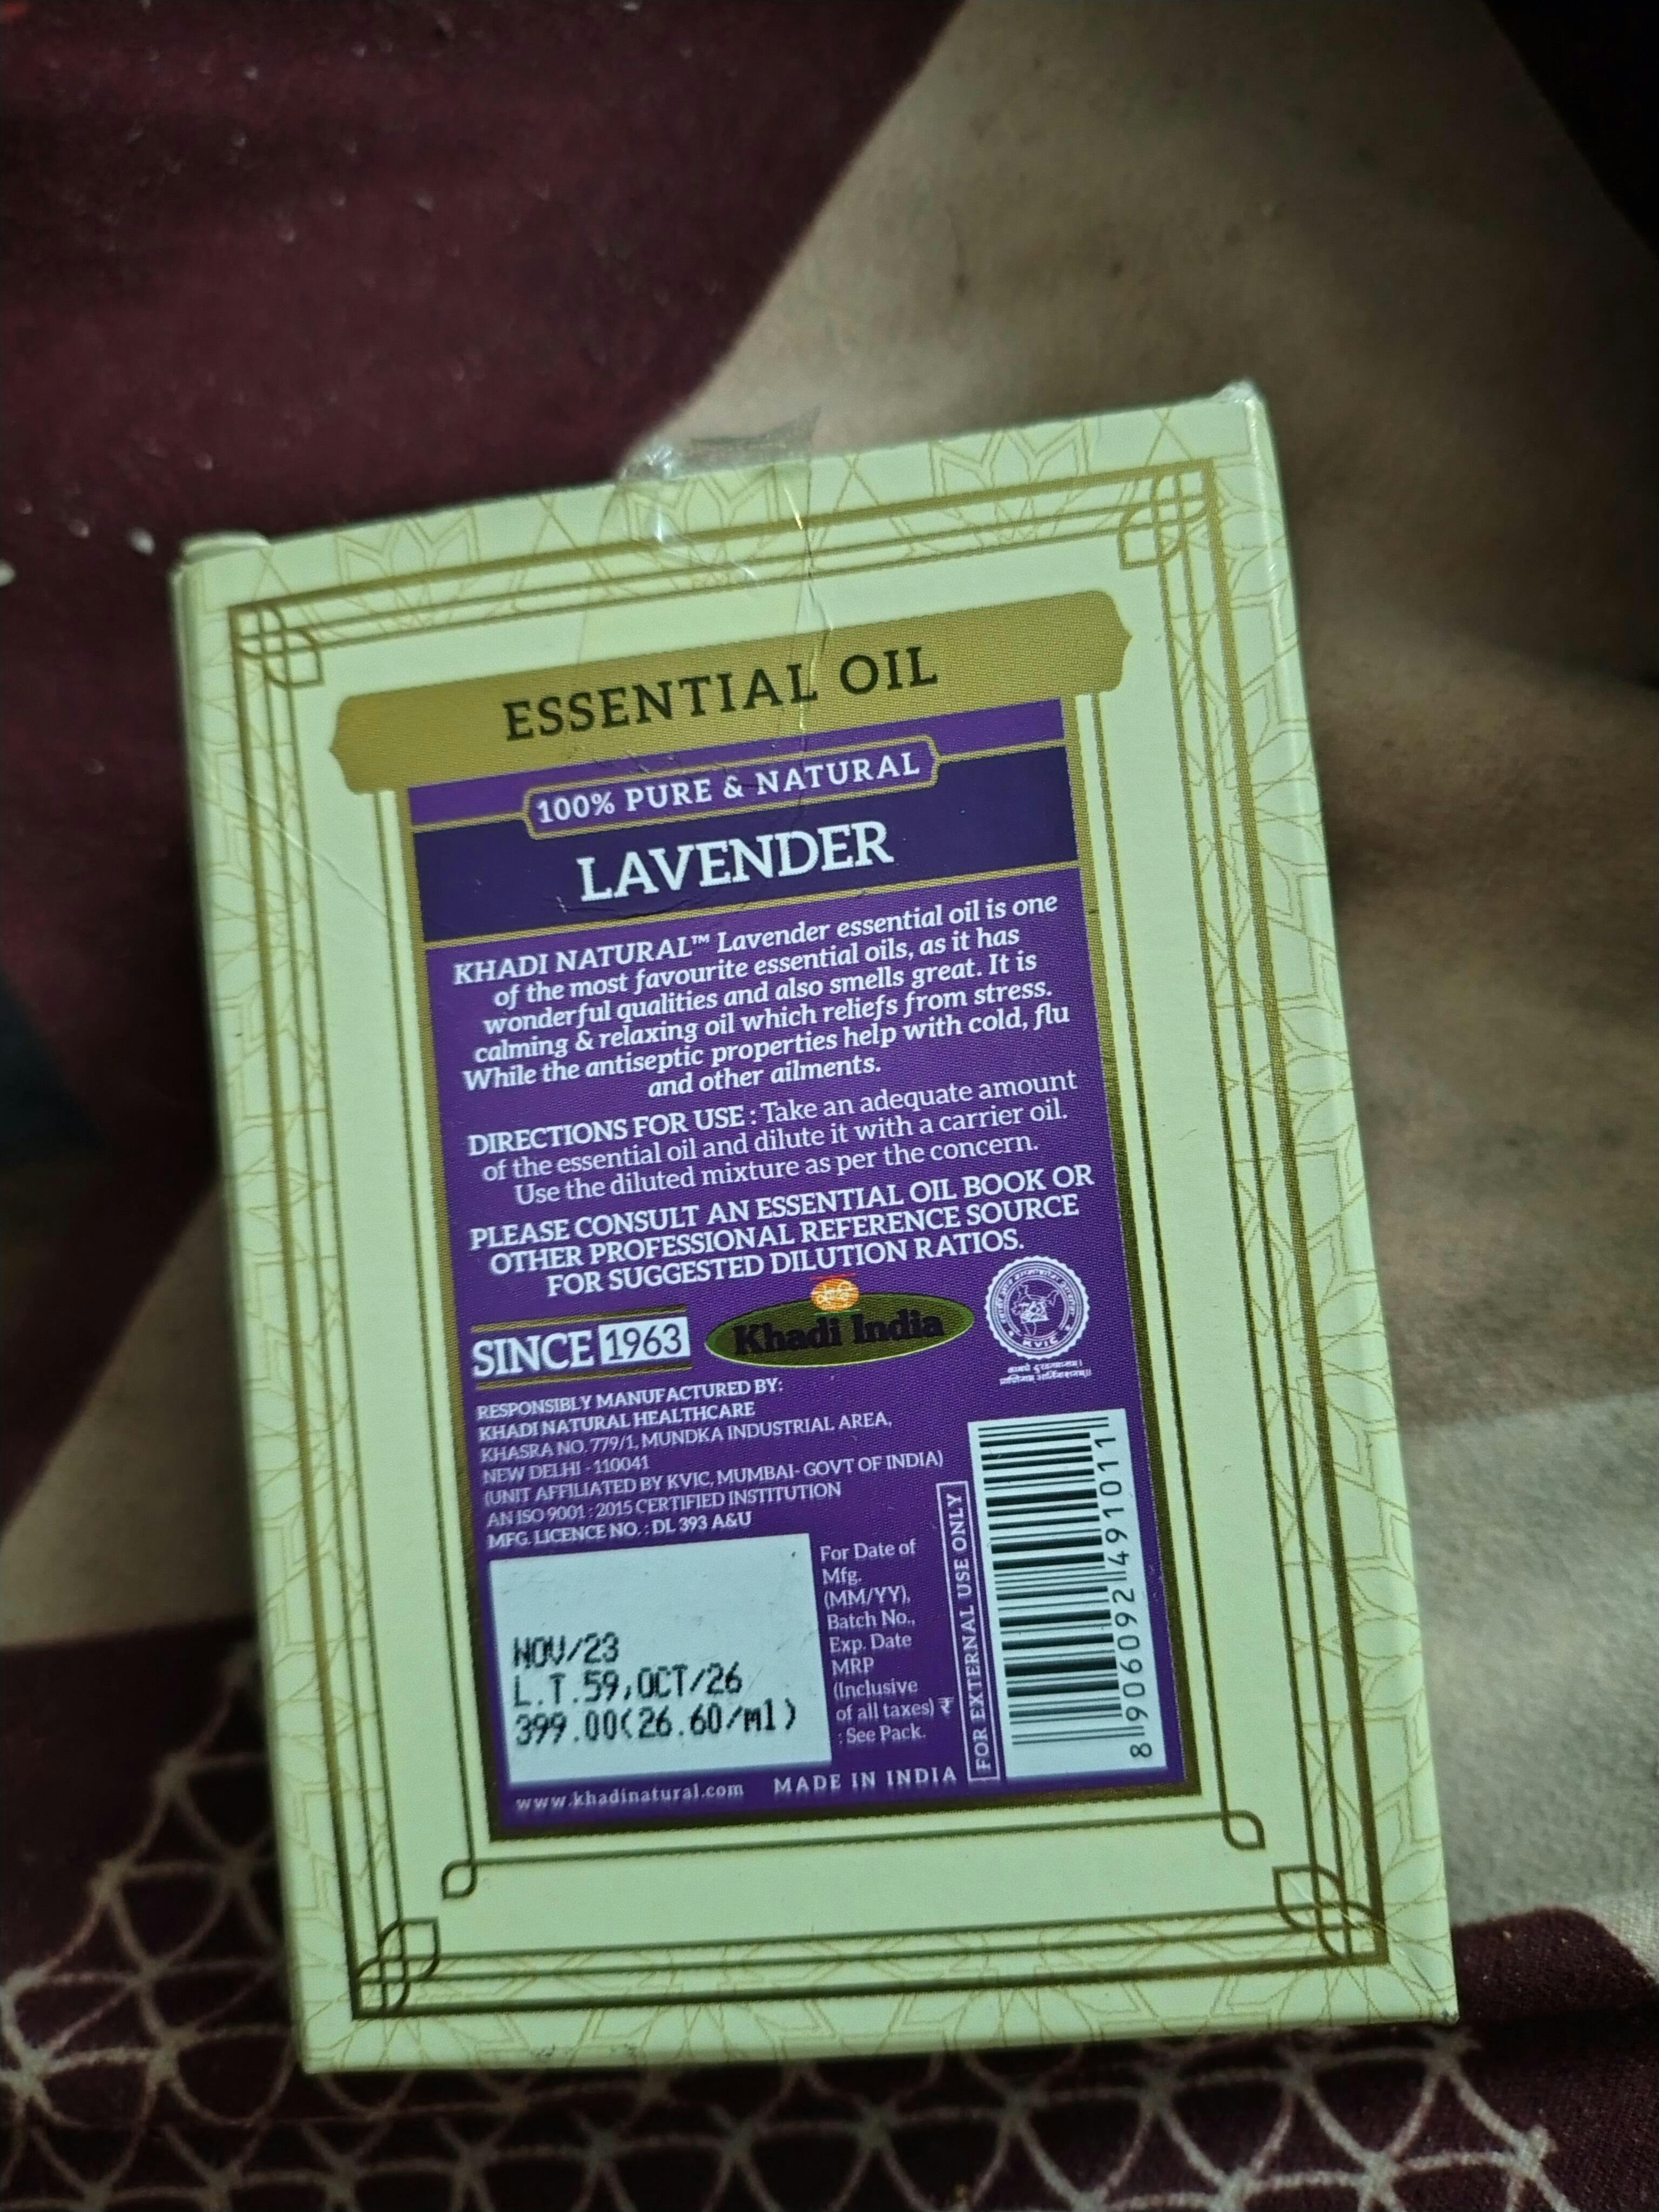 ESSENTIAL OIL
100% PURE & NATURAL
LAVENDER
KHADI NATURAL™ Lavender essential oil is one
of the most favourite essential oils, as it has
wonderful qualities and also smells great. It is
calming & relaxing oil which reliefs from stress.
While the antiseptic properties help with cold, flu
and other ailments.
DIRECTIONS FOR USE : Take an adequate amount
of the essential oil and dilute it with a carrier oil.
Use the diluted mixture as per the concern.
PLEASE CONSULT AN ESSENTIAL OIL BOOK OR
OTHER PROFESSIONAL REFERENCE SOURCE
FOR SUGGESTED DILUTION RATIOS.
SINCE 1963
Khadi India
KVIC
RESPONSIBLY MANUFACTURED BY:
KHADI NATURAL HEALTHCARE
KHASRA NO. 779/1, MUNDKA INDUSTRIAL AREA,
NEW DELHI - 110041
(UNIT AFFILIATED BY KVIC, MUMBAI- GOVT OF INDIA)
AN ISO 9001 : 2015 CERTIFIED INSTITUTION
MFG. LICENCE NO. : DL 393 A&U
NOV/23
L.T.59,OCT/26
399.00(26.60/ml)
For Date of
Mfg.
(MM/YY),
Batch No.,
Exp. Date
MRP
(Inclusive
of all taxes) ₹
: See Pack.
FOR EXTERNAL USE ONLY
8 906092 491011
www.khadinatural.com MADE IN INDIA